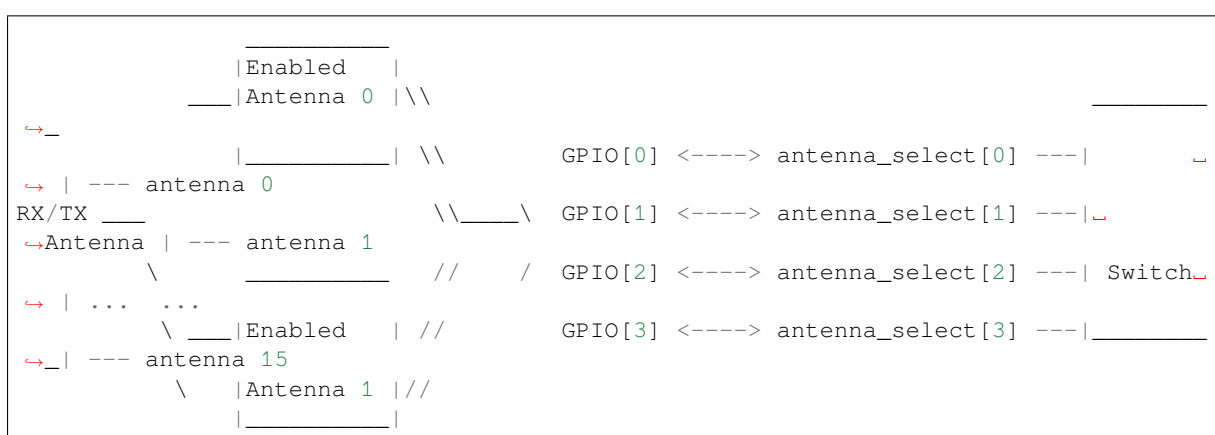 __________
               |Enabled   |
            ___|Antenna 0 |\\                                              ________
↪_
               |__________| \\        GPIO[0] <----> antenna_select[0] ---|      ␣
↪ | --- antenna 0
RX/TX ___                    \\____\  GPIO[1] <----> antenna_select[1] ---|␣
↪Antenna | --- antenna 1
         \      __________   //    /  GPIO[2] <----> antenna_select[2] ---| Switch␣
↪ | ...  ...
          \ ___|Enabled   | //        GPIO[3] <----> antenna_select[3] ---|________
↪_| --- antenna 15
           \   |Antenna 1 |//
               |__________|